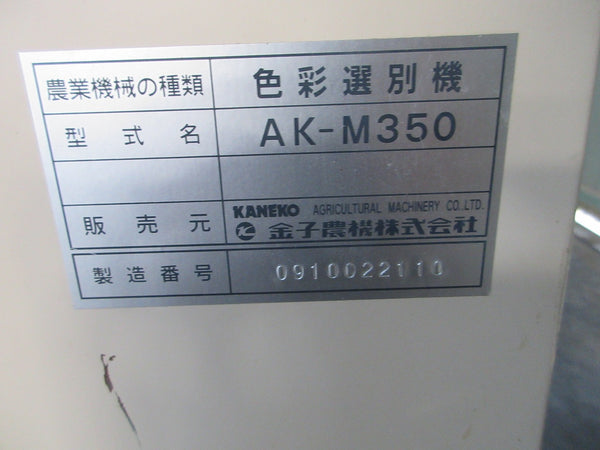 農業機械の種類 色彩選別機
型式名 AK-M350
販売元 KANEKO AGRICULTURAL MACHINERY CO.,LTD.
金子農機株式会社
製造番号 0910022110